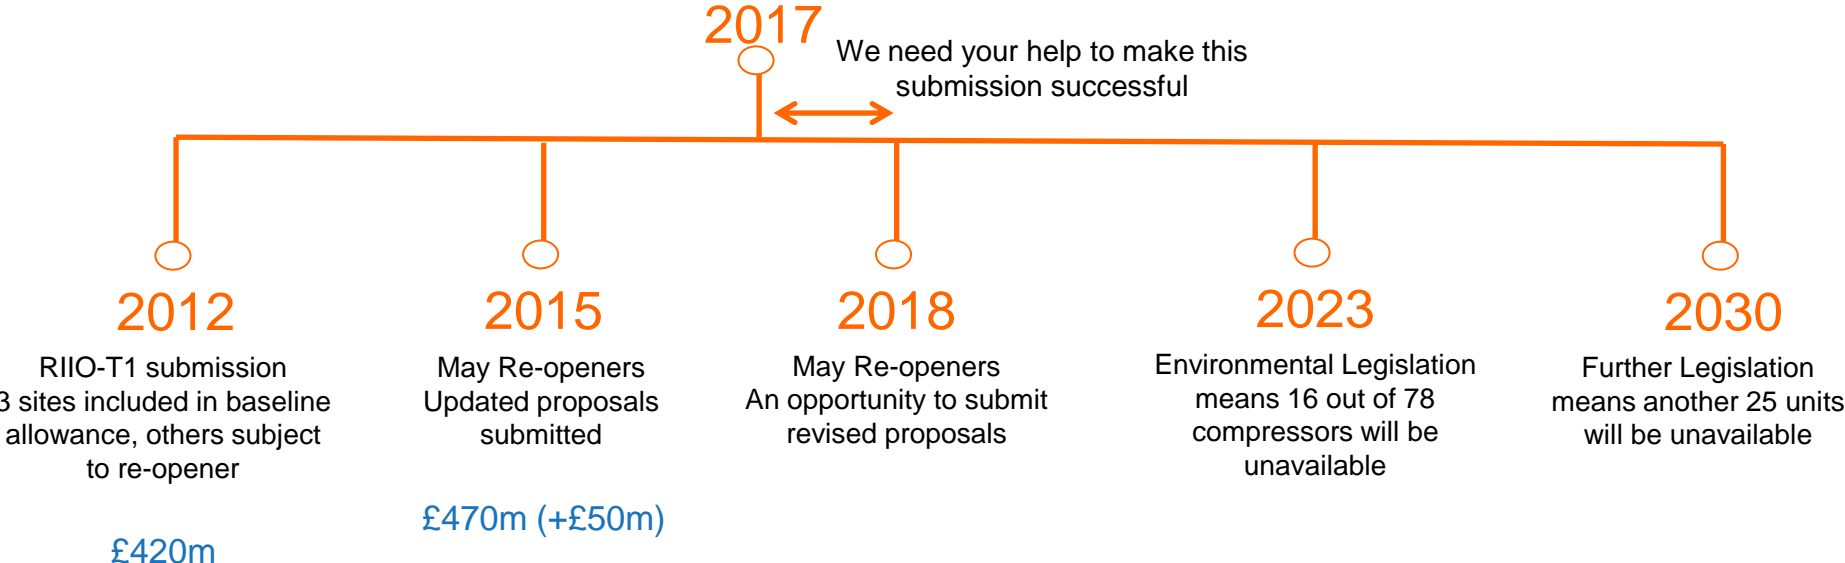 2017
We need your help to make this
submission successful
2012
RIIO-T1 submission
3 sites included in baseline
allowance, others subject
to re-opener
£420m
2015
May Re-openers
Updated proposals
submitted
£470m (+£50m)
2018
May Re-openers
An opportunity to submit
revised proposals
2023
Environmental Legislation
means 16 out of 78
compressors will be
unavailable
2030
Further Legislation
means another 25 units
will be unavailable